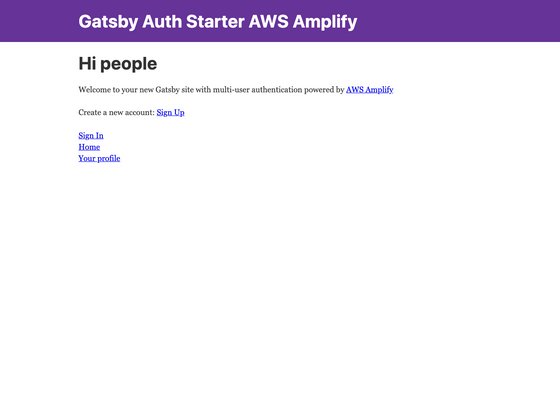 Gatsby Auth Starter AWS Amplify
Hi people
Welcome to your new Gatsby site with multi-user authentication powered by AWS Amplify
Create a new account: Sign Up
Sign In
Home
Your profile